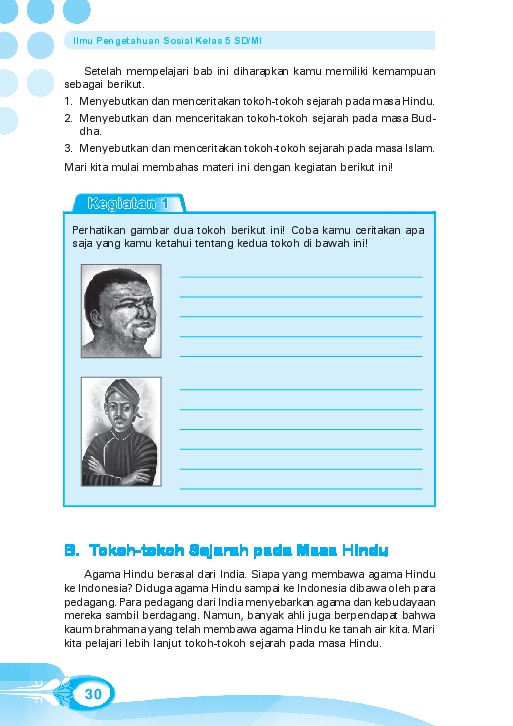 Ilmu Pengetahuan Sosial Kelas 5 SD/MI
Setelah mempelajari bab ini diharapkan kamu memiliki kemampuan
sebagai berikut.
1. Menyebutkan dan menceritakan tokoh-tokoh sejarah pada masa Hindu.
2. Menyebutkan dan menceritakan tokoh-tokoh sejarah pada masa Bud-
dha.
3. Menyebutkan dan menceritakan tokoh-tokoh sejarah pada masa Islam.
Mari kita mulai membahas materi ini dengan kegiatan berikut ini!
Kegiatan 1
Perhatikan gambar dua tokoh berikut ini! Coba kamu ceritakan apa
saja yang kamu ketahui tentang kedua tokoh di bawah ini!
B. Tokoh-tokoh Sejarah pada Masa Hindu
Agama Hindu berasal dari India. Siapa yang membawa agama Hindu
ke Indonesia? Diduga agama Hindu sampai ke Indonesia dibawa oleh para
pedagang. Para pedagang dari India menyebarkan agama dan kebudayaan
mereka sambil berdagang. Namun, banyak ahli juga berpendapat bahwa
kaum brahmana yang telah membawa agama Hindu ke tanah air kita. Mari
kita pelajari lebih lanjut tokoh-tokoh sejarah pada masa Hindu.
30